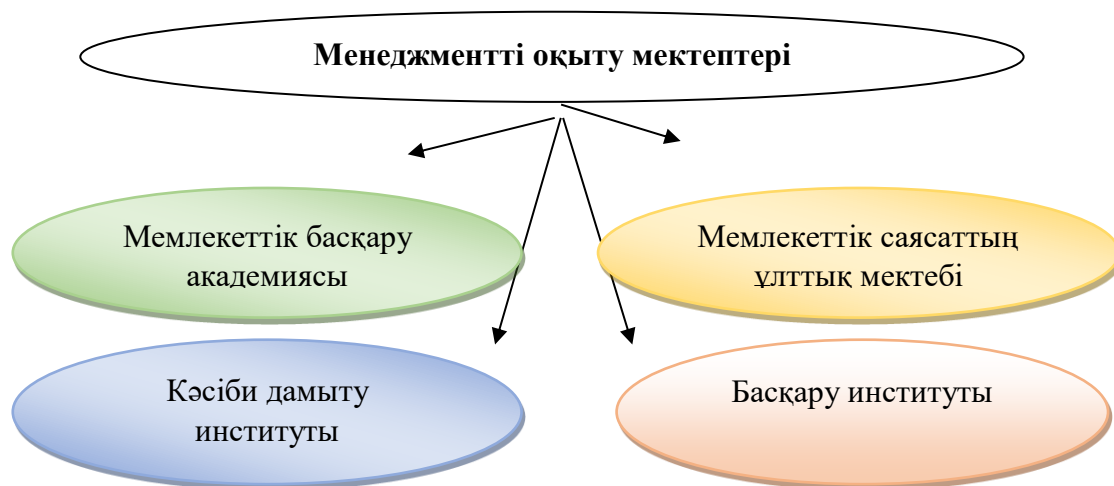 Менеджментті оқыту мектептері
Мемлекеттік басқару
академиясы
Мемлекеттік саясаттың
ұлттық мектебі
Кәсіби дамыту
институты
Басқару институты